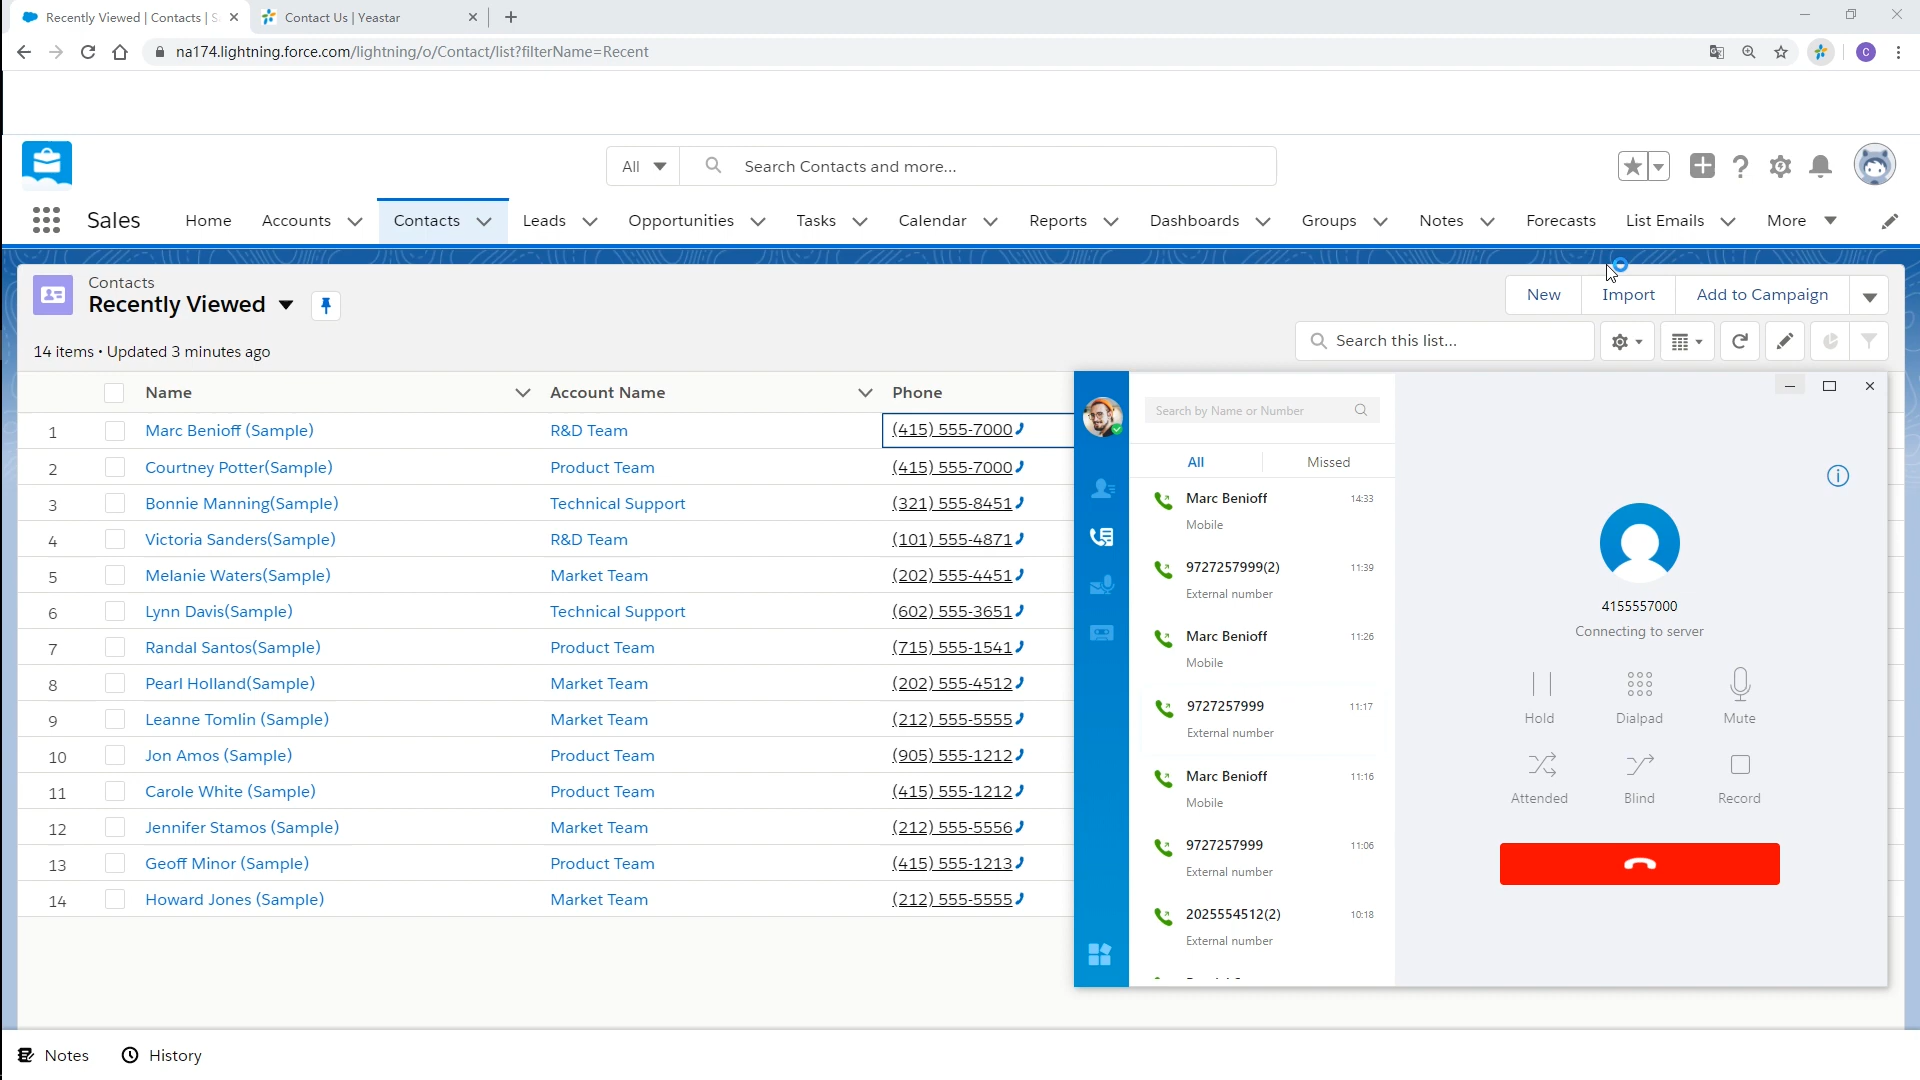 Recently Viewed | Contacts | S
Contact Us | Yeastar
na174.lightning.force.com/lightning/o/Contact/list?filterName=Recent
C
All
Search Contacts and more...
Sales
Home
Accounts
Contacts
Leads
Opportunities
Tasks
Calendar
Reports
Dashboards
Groups
Notes
Forecasts
List Emails
More
Contacts
Recently Viewed
New
Import
Add to Campaign
14 items • Updated 3 minutes ago
Search this list...
Name Account Name Phone
1 Marc Benioff (Sample) R&D Team (415) 555-7000
2 Courtney Potter(Sample) Product Team (415) 555-7000
3 Bonnie Manning(Sample) Technical Support (321) 555-8451
4 Victoria Sanders(Sample) R&D Team (101) 555-4871
5 Melanie Waters(Sample) Market Team (202) 555-4451
6 Lynn Davis(Sample) Technical Support (602) 555-3651
7 Randal Santos(Sample) Product Team (715) 555-1541
8 Pearl Holland(Sample) Market Team (202) 555-4512
9 Leanne Tomlin (Sample) Market Team (212) 555-5555
10 Jon Amos (Sample) Product Team (905) 555-1212
11 Carole White (Sample) Product Team (415) 555-1212
12 Jennifer Stamos (Sample) Market Team (212) 555-5556
13 Geoff Minor (Sample) Product Team (415) 555-1213
14 Howard Jones (Sample) Market Team (212) 555-5555
Search by Name or Number
All Missed
Marc Benioff 14:33
Mobile
9727257999(2) 11:39
External number
Marc Benioff 11:26
Mobile
9727257999 11:17
External number
Marc Benioff 11:16
Mobile
9727257999 11:06
External number
2025554512(2) 10:18
External number
4155557000
Connecting to server
Hold Dialpad Mute
Attended Blind Record
Notes History